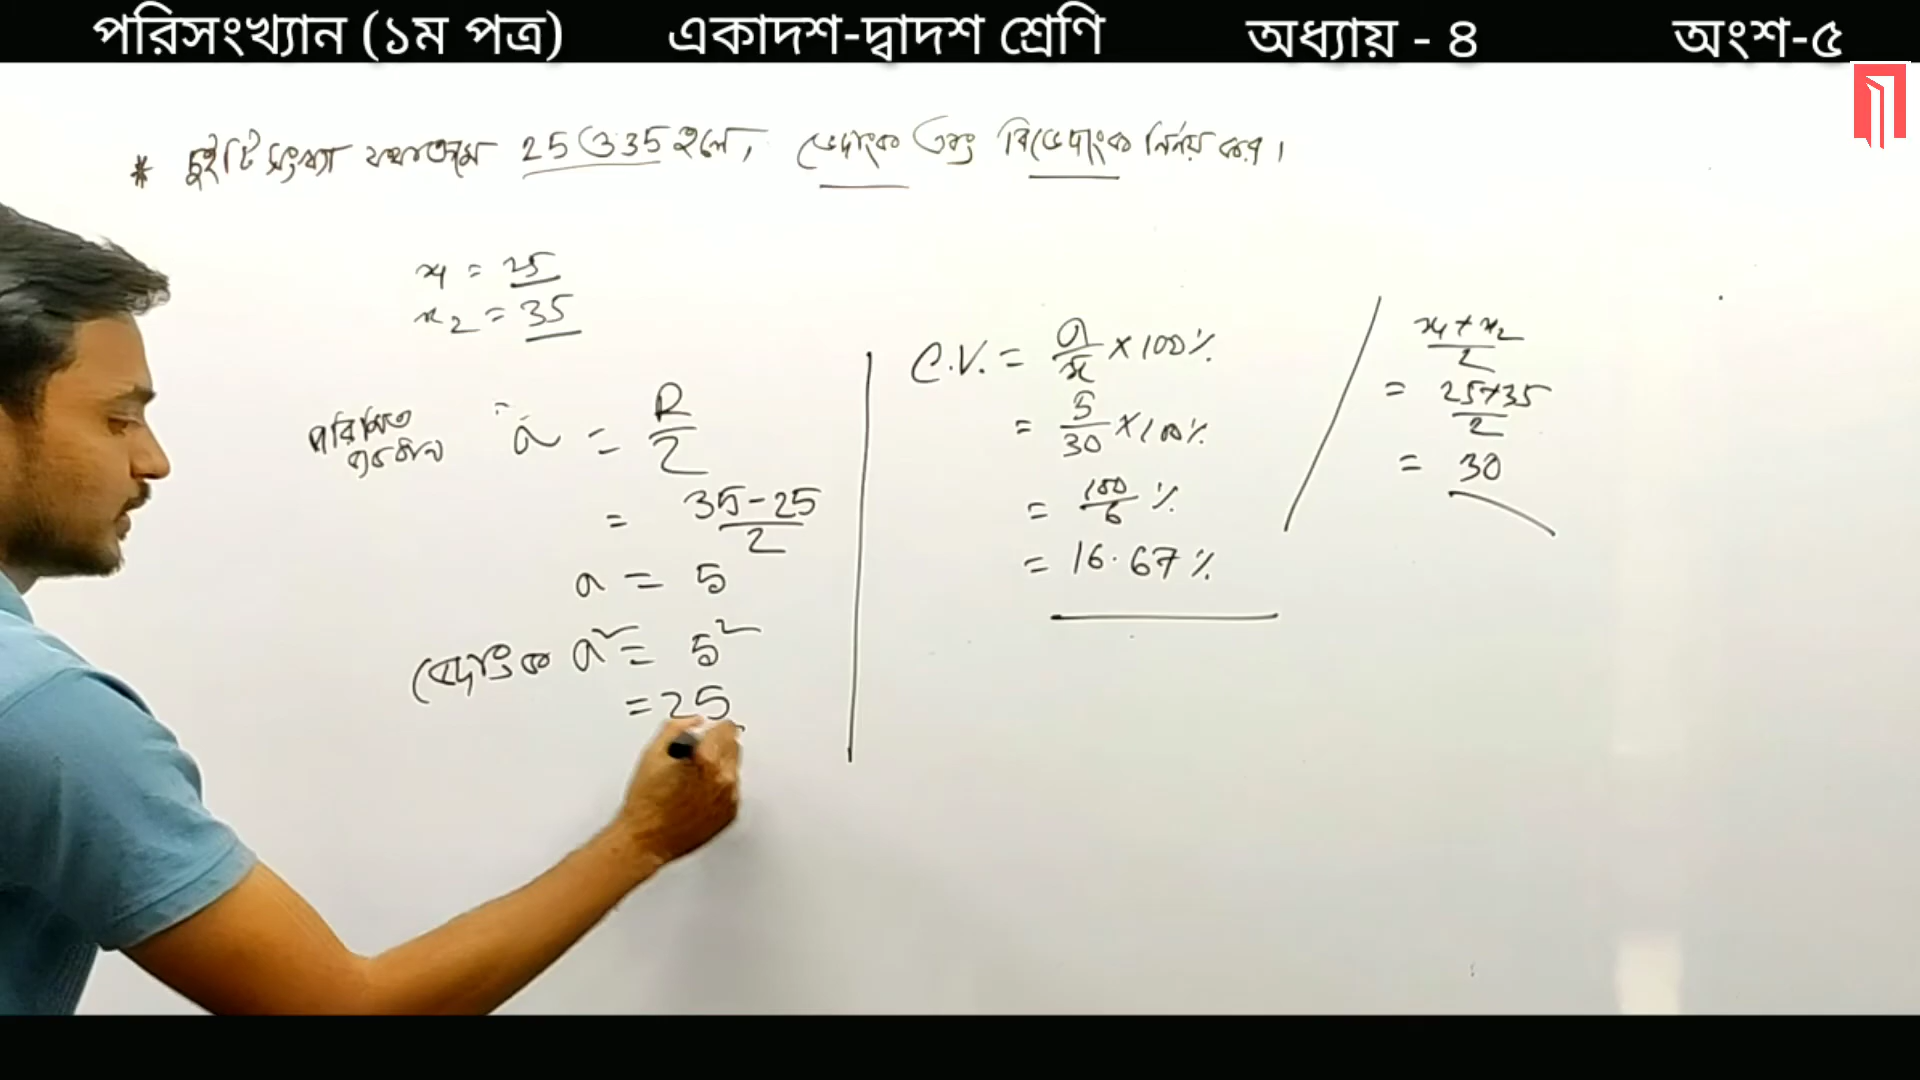 পরিসংখ্যান (১ম পত্র) একাদশ-দ্বাদশ শ্রেণি অধ্যায় - ৪ অংশ-৫
* দুইটি সংখ্যা যথাক্রমে 25 ও 35 হলে, ভেদাংক এবং বিভেদাংক নির্ণয় কর।
x₁ = 25
x₂ = 35
পরিমিত
ব্যবধান
σ = R/2
= 35-25/2
σ = 5
ভেদাংক σ² = 5²
= 25
C.V. = σ/x̄ × 100%
= 5/30 × 100%
= 100/6 %
= 16.67%
x₁+x₂/2
= 25+35/2
= 30